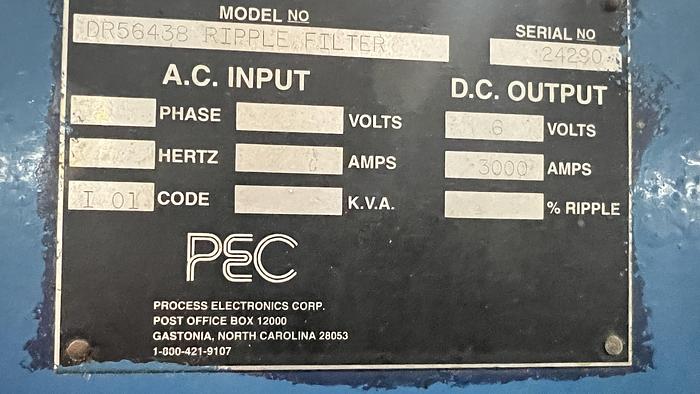 MODEL NO
DR56438 RIPPLE FILTER
SERIAL NO
24290
A.C. INPUT
D.C. OUTPUT
PHASE
VOLTS
6 VOLTS
HERTZ
AMPS
3000 AMPS
I 01 CODE
K.V.A.
% RIPPLE
PEC
PROCESS ELECTRONICS CORP.
POST OFFICE BOX 12000
GASTONIA, NORTH CAROLINA 28053
1-800-421-9107